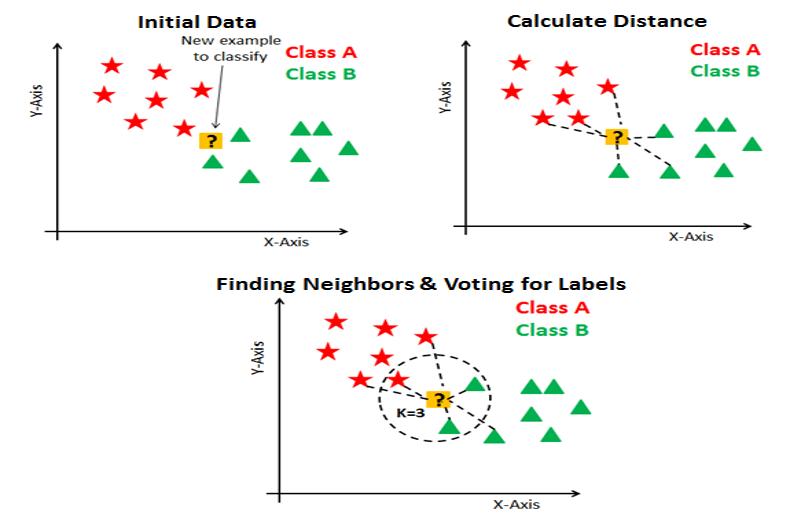 Initial Data
New example
to classify
Class A
Class B
?
Y-Axis
X-Axis
Calculate Distance
Class A
Class B
?
Y-Axis
X-Axis
Finding Neighbors & Voting for Labels
Class A
Class B
?
K=3
Y-Axis
X-Axis